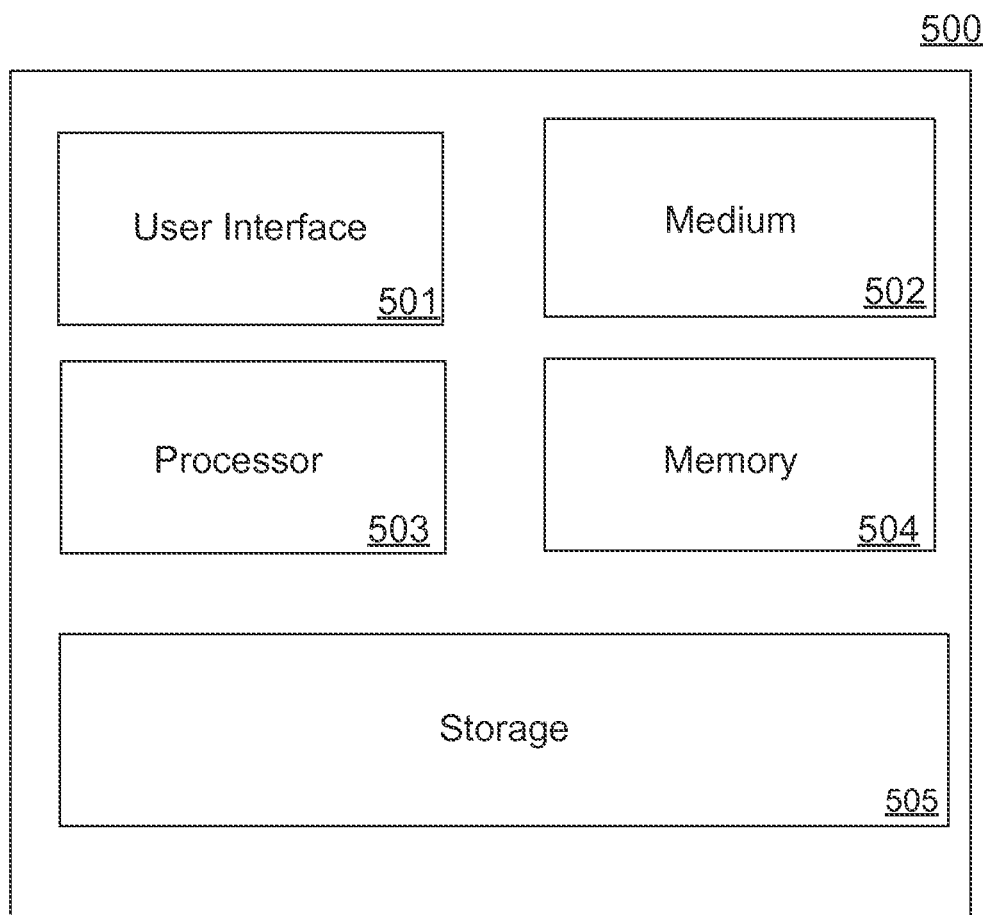 500
User Interface
501
Medium
502
Processor
503
Memory
504
Storage
505